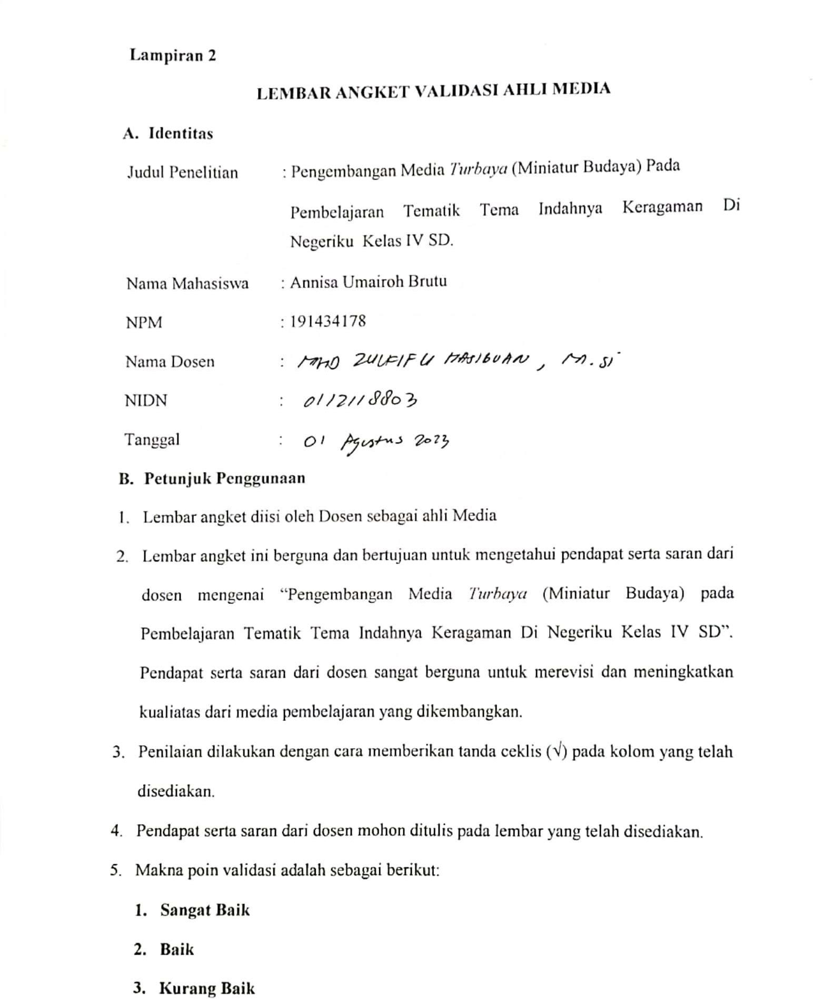 Lampiran 2
LEMBAR ANGKET VALIDASI AHLI MEDIA
A. Identitas
Judul Penelitian : Pengembangan Media Turbaya (Miniatur Budaya) Pada
Pembelajaran Tematik Tema Indahnya Keragaman Di
Negeriku Kelas IV SD.
Nama Mahasiswa : Annisa Umairoh Brutu
NPM : 191434178
Nama Dosen : MHD ZULKIFLI HASIBUAN, M.Si
NIDN : 0112118803
Tanggal : 01 Agustus 2023
B. Petunjuk Penggunaan
1. Lembar angket diisi oleh Dosen sebagai ahli Media
2. Lembar angket ini berguna dan bertujuan untuk mengetahui pendapat serta saran dari
dosen mengenai “Pengembangan Media Turbaya (Miniatur Budaya) pada
Pembelajaran Tematik Tema Indahnya Keragaman Di Negeriku Kelas IV SD”.
Pendapat serta saran dari dosen sangat berguna untuk merevisi dan meningkatkan
kualiatas dari media pembelajaran yang dikembangkan.
3. Penilaian dilakukan dengan cara memberikan tanda ceklis (√) pada kolom yang telah
disediakan.
4. Pendapat serta saran dari dosen mohon ditulis pada lembar yang telah disediakan.
5. Makna poin validasi adalah sebagai berikut:
1. Sangat Baik
2. Baik
3. Kurang Baik